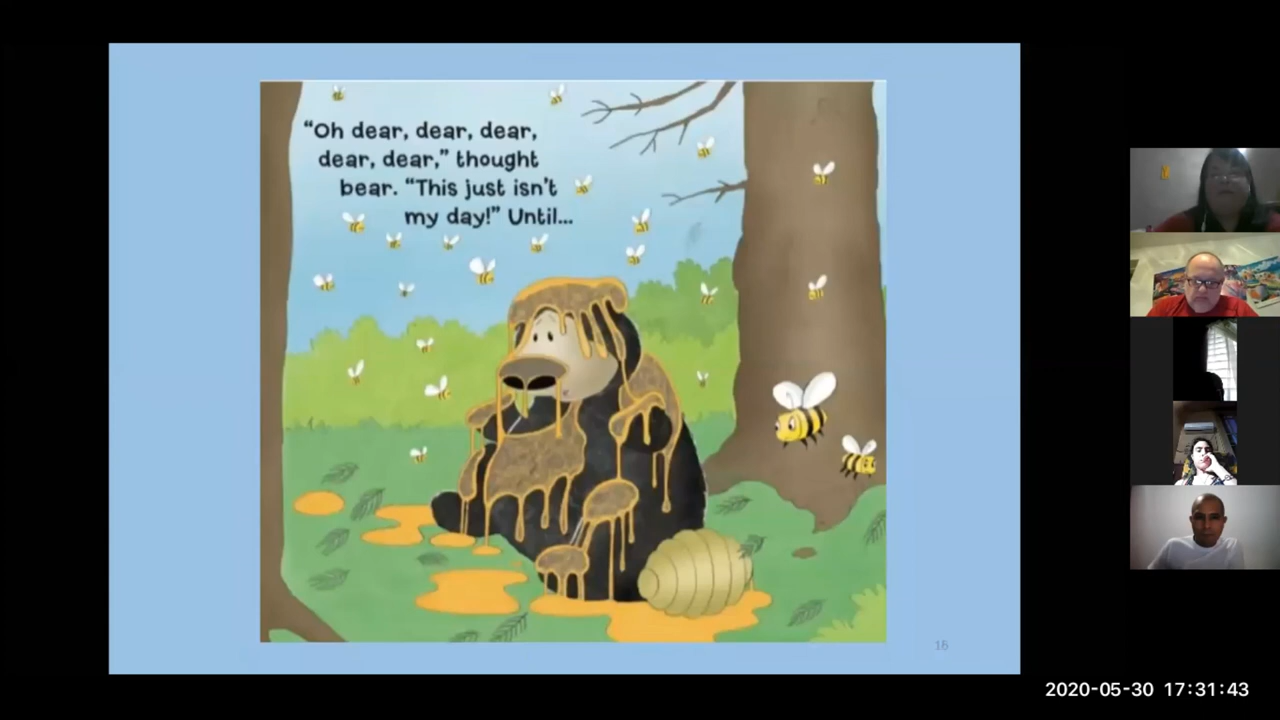 “Oh dear, dear, dear,
dear, dear,” thought
bear. “This just isn’t
my day!” Until...
15
2020-05-30 17:31:43